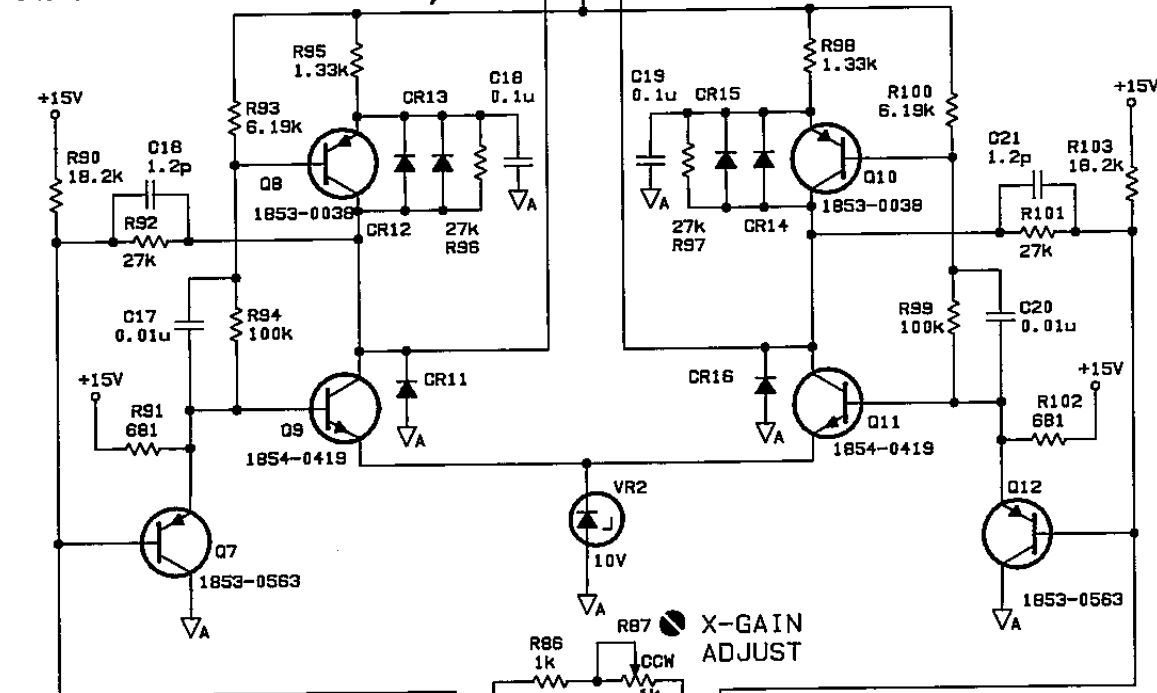 R95
1.33k
R98
1.33k
+15V
R93
6.19k
CR13
C18
0.1u
C19
0.1u
CR15
R100
6.19k
+15V
R90
18.2k
C16
1.2p
Q8
Q10
C21
1.2p
R103
18.2k
R92
27k
1853-0038
CR12
27k
R96
A
A
27k
R97
CR14
1853-0038
R101
27k
C17
0.01u
R94
100k
R99
100k
C20
0.01u
+15V
R91
681
CR11
CR16
+15V
R102
681
Q9
A
A
Q11
1854-0419
1854-0419
VR2
Q12
Q7
10V
1853-0563
1853-0563
A
A
A
R87
X-GAIN
ADJUST
R86
1k
CCW
1k